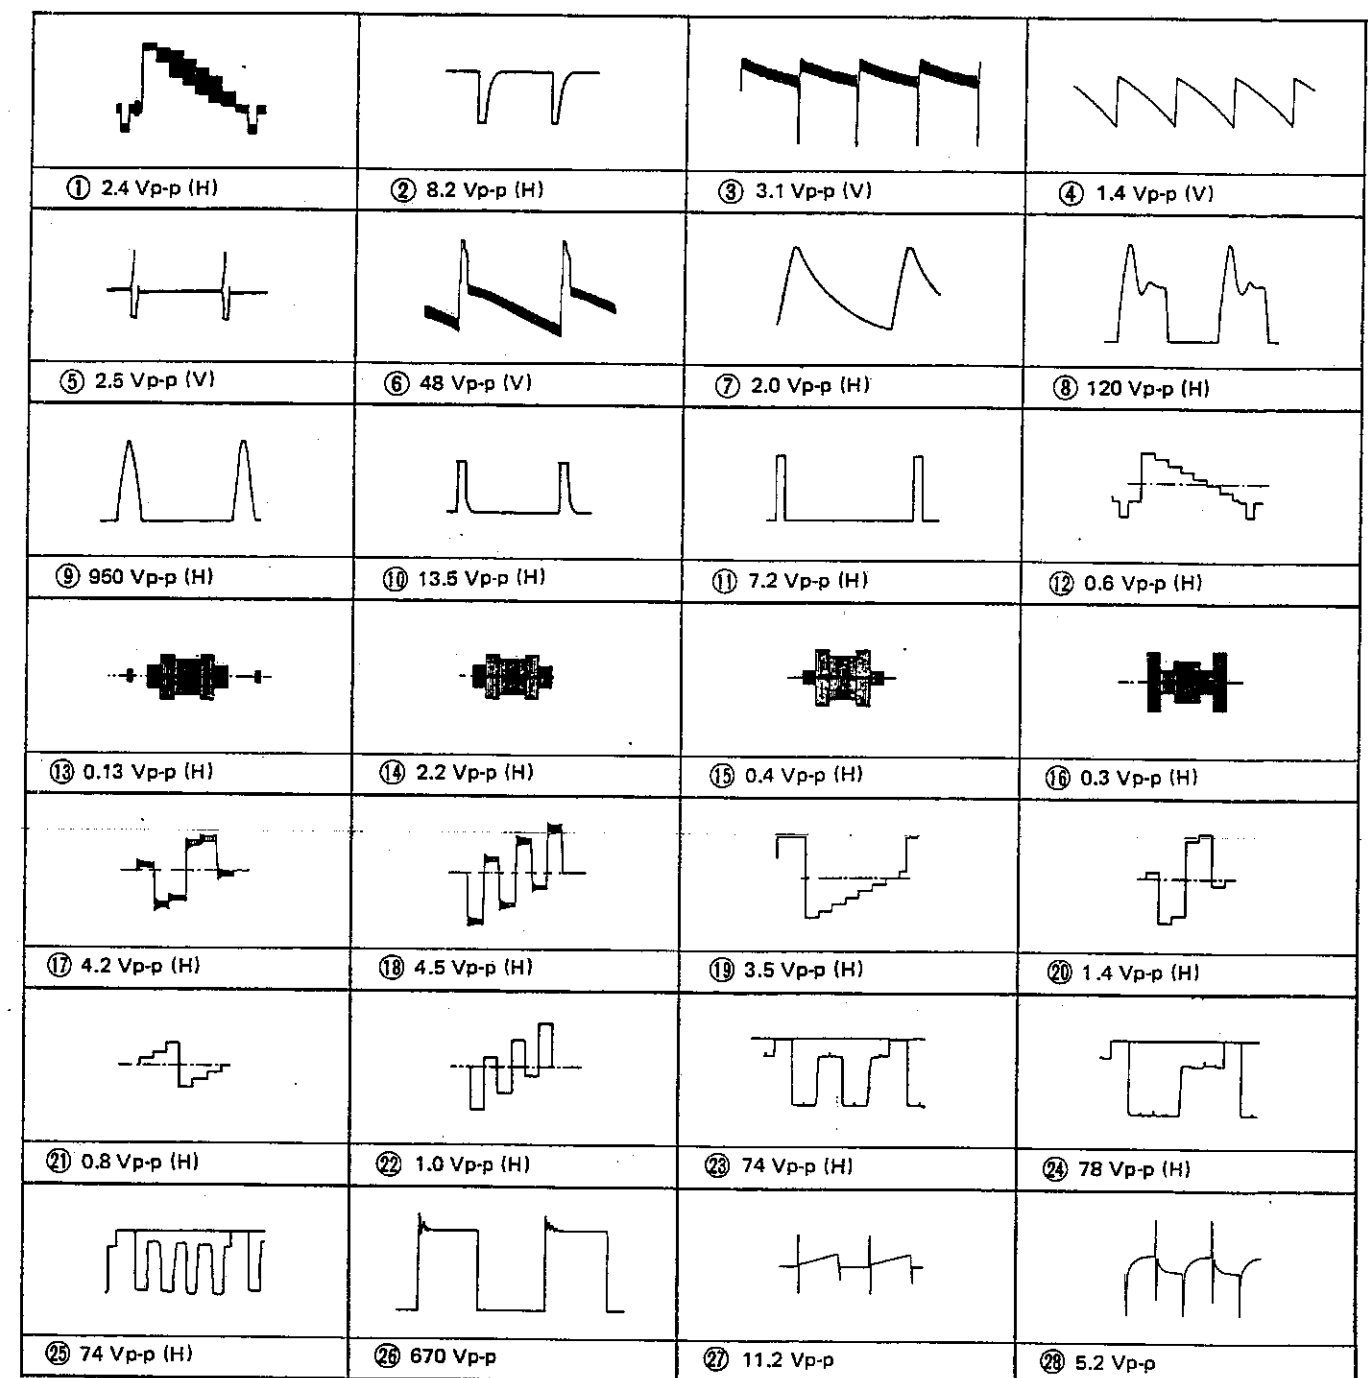 ① 2.4 Vp-p (H)
② 8.2 Vp-p (H)
③ 3.1 Vp-p (V)
④ 1.4 Vp-p (V)
⑤ 2.5 Vp-p (V)
⑥ 48 Vp-p (V)
⑦ 2.0 Vp-p (H)
⑧ 120 Vp-p (H)
⑨ 950 Vp-p (H)
⑩ 13.5 Vp-p (H)
⑪ 7.2 Vp-p (H)
⑫ 0.6 Vp-p (H)
⑬ 0.13 Vp-p (H)
⑭ 2.2 Vp-p (H)
⑮ 0.4 Vp-p (H)
⑯ 0.3 Vp-p (H)
⑰ 4.2 Vp-p (H)
⑱ 4.5 Vp-p (H)
⑲ 3.5 Vp-p (H)
⑳ 1.4 Vp-p (H)
㉑ 0.8 Vp-p (H)
㉒ 1.0 Vp-p (H)
㉓ 74 Vp-p (H)
㉔ 78 Vp-p (H)
㉕ 74 Vp-p (H)
㉖ 670 Vp-p
㉗ 11.2 Vp-p
㉘ 5.2 Vp-p